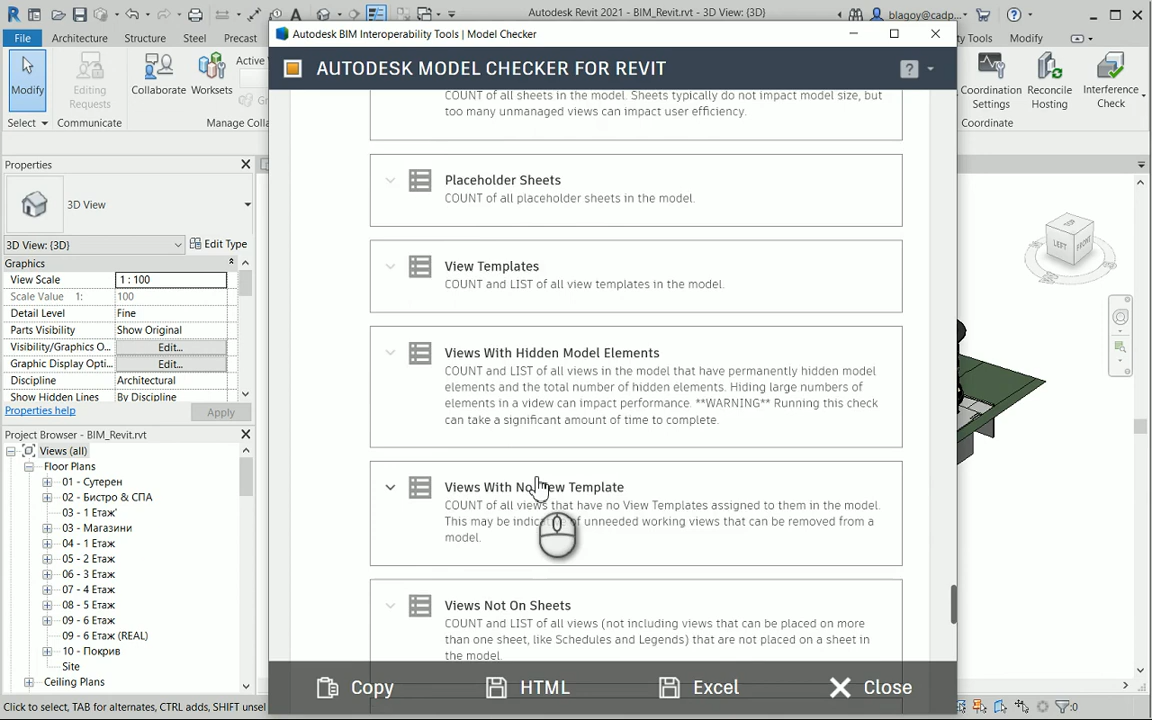 Autodesk Revit 2021 - BIM_Revit.rvt - 3D View: {3D}
blagoy@cadp...
File
Architecture
Structure
Steel
Precast
y Tools
Modify
Autodesk BIM Interoperability Tools | Model Checker
AUTODESK MODEL CHECKER FOR REVIT
Modify
Editing
Requests
Collaborate
Worksets
Active
Coordination
Settings
Reconcile
Hosting
Interference
Check
Select
Communicate
Manage Colla
Coordinate
COUNT of all sheets in the model. Sheets typically do not impact model size, but
too many unmanaged views can impact user efficiency.
Placeholder Sheets
COUNT of all placeholder sheets in the model.
View Templates
COUNT and LIST of all view templates in the model.
Views With Hidden Model Elements
COUNT and LIST of all views in the model that have permanently hidden model
elements and the total number of hidden elements. Hiding large numbers of
elements in a videw can impact performance. **WARNING** Running this check
can take a significant amount of time to complete.
Views With No View Template
COUNT of all views that have no View Templates assigned to them in the model.
This may be indicative of unneeded working views that can be removed from a
model.
Views Not On Sheets
COUNT and LIST of all views (not including views that can be placed on more
than one sheet, like Schedules and Legends) that are not placed on a sheet in
the model.
Copy
HTML
Excel
Close
Properties
3D View
3D View: {3D}
Edit Type
Graphics
View Scale
1 : 100
Scale Value 1:
100
Detail Level
Fine
Parts Visibility
Show Original
Visibility/Graphics O...
Edit...
Graphic Display Opti...
Edit...
Discipline
Architectural
Show Hidden Lines
By Discipline
Properties help
Apply
Project Browser - BIM_Revit.rvt
Views (all)
Floor Plans
01 - Сутерен
02 - Бистро & СПА
03 - 1 Етаж'
03 - Магазини
04 - 1 Етаж
05 - 2 Етаж
06 - 3 Етаж
07 - 4 Етаж
08 - 5 Етаж
09 - 6 Етаж
09 - 6 Етаж (REAL)
10 - Покрив
Site
Ceiling Plans
Click to select, TAB for alternates, CTRL adds, SHIFT unsel
:0
LEFT
FRONT